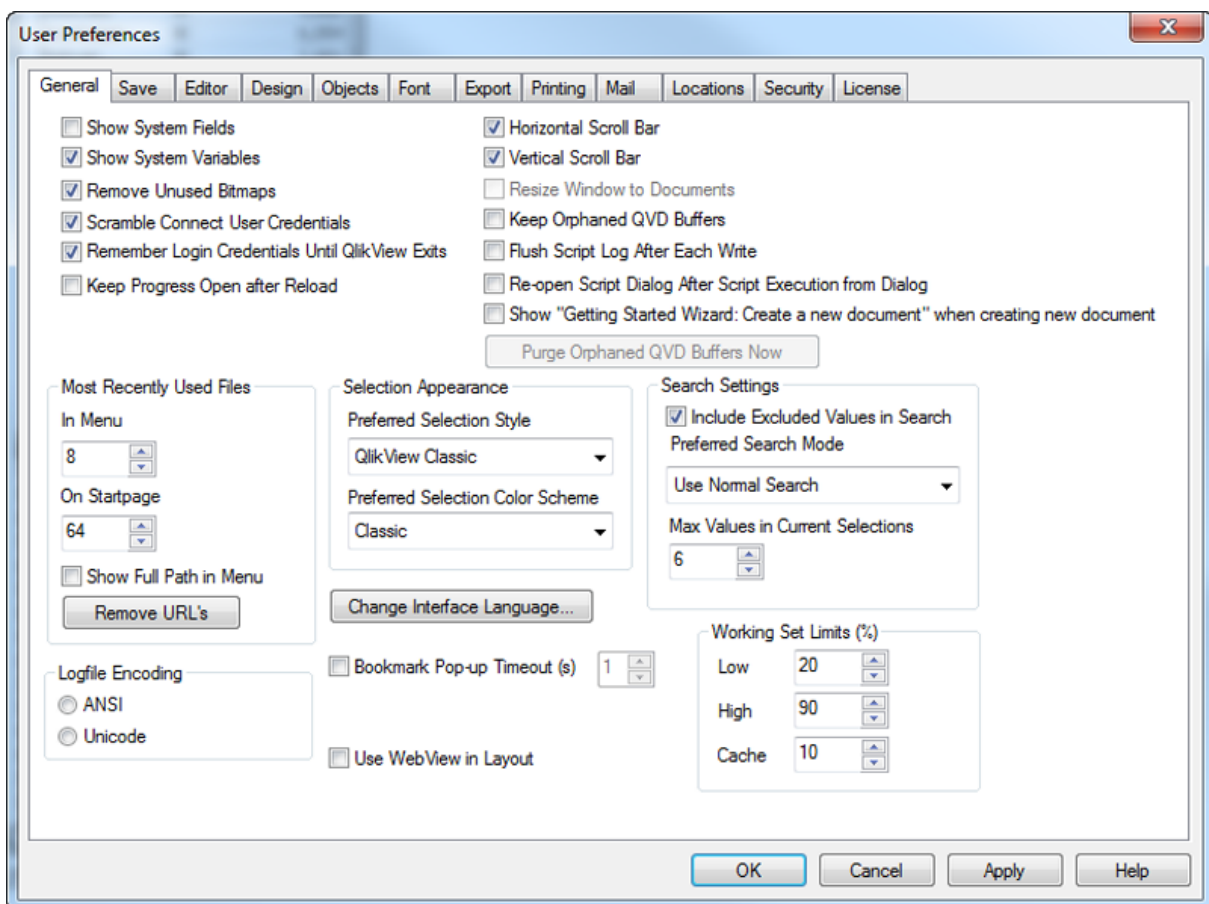 User Preferences
General Save Editor Design Objects Font Export Printing Mail Locations Security License
Show System Fields
Show System Variables
Remove Unused Bitmaps
Scramble Connect User Credentials
Remember Login Credentials Until QlikView Exits
Keep Progress Open after Reload
Horizontal Scroll Bar
Vertical Scroll Bar
Resize Window to Documents
Keep Orphaned QVD Buffers
Flush Script Log After Each Write
Re-open Script Dialog After Script Execution from Dialog
Show "Getting Started Wizard: Create a new document" when creating new document
Purge Orphaned QVD Buffers Now
Most Recently Used Files
In Menu
8
On Startpage
64
Show Full Path in Menu
Remove URL's
Selection Appearance
Preferred Selection Style
QlikView Classic
Preferred Selection Color Scheme
Classic
Search Settings
Include Excluded Values in Search
Preferred Search Mode
Use Normal Search
Max Values in Current Selections
6
Change Interface Language...
Logfile Encoding
ANSI
Unicode
Bookmark Pop-up Timeout (s) 1
Use WebView in Layout
Working Set Limits (%)
Low 20
High 90
Cache 10
OK Cancel Apply Help